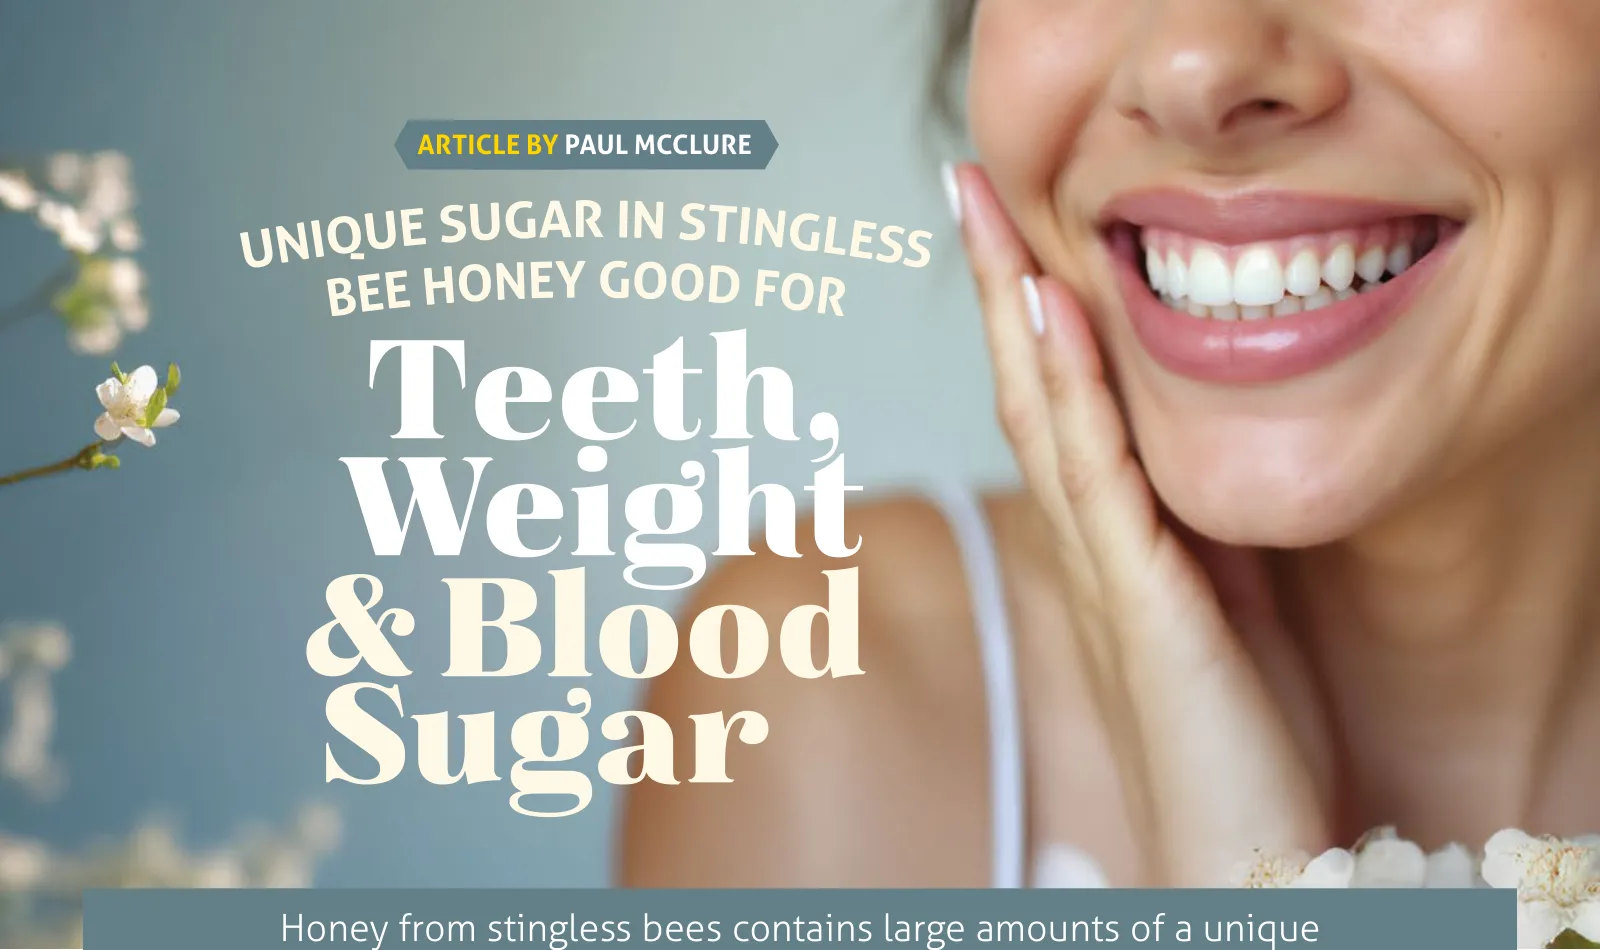 ARTICLE BY PAUL MCCLURE
UNIQUE SUGAR IN STINGLESS
BEE HONEY GOOD FOR
Teeth,
Weight
& Blood
Sugar
Honey from stingless bees contains large amounts of a unique